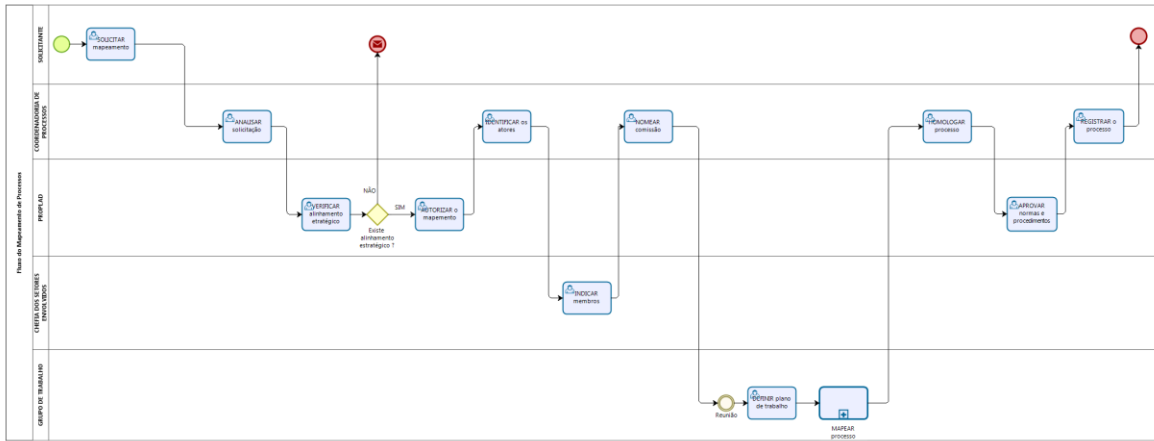 Fluxo do Mapeamento de Processos
SOLICITANTE
SOLICITAR
mapeamento
COORDENADORIA DE
PROCESSOS
ANALISAR
solicitação
IDENTIFICAR os
atores
NOMEAR
comissão
HOMOLOGAR
processo
REGISTRAR o
processo
PROPLAD
VERIFICAR
alinhamento
etratégico
NÃO
SIM
Existe
alinhamento
estratégico ?
AUTORIZAR o
mapemento
APROVAR
normas e
procedimentos
CHEFIA DOS SETORES
ENVOLVIDOS
INDICAR
membros
GRUPO DE TRABALHO
Reunião
DEFINIR plano
de trabalho
MAPEAR
processo